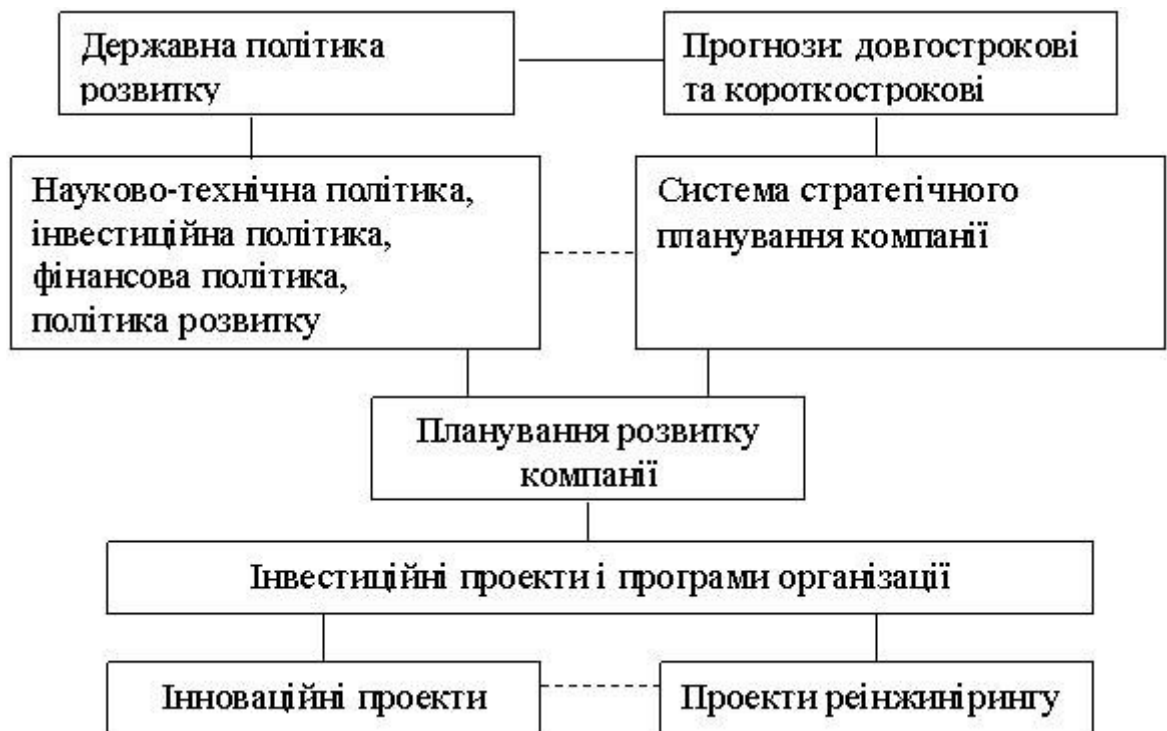 Державна політика
розвитку
Прогнози: довгострокові
та короткострокові
Науково-технічна політика,
інвестиційна політика,
фінансова політика,
політика розвитку
Система стратегічного
планування компанії
Планування розвитку
компанії
Інвестиційні проекти і програми організації
Інноваційні проекти
Проекти реінжинірингу